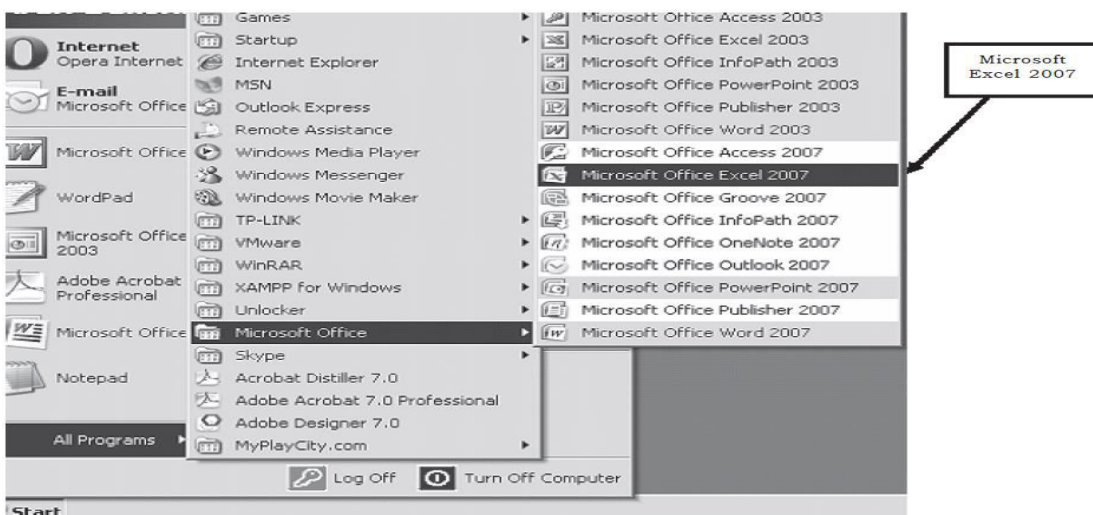 Internet
Opera Internet
E-mail
Microsoft Office
Microsoft Office
WordPad
Microsoft Office
2003
Adobe Acrobat
Professional
Microsoft Office
Notepad
All Programs
Games
Startup
Internet Explorer
MSN
Outlook Express
Remote Assistance
Windows Media Player
Windows Messenger
Windows Movie Maker
TP-LINK
VMware
WinRAR
XAMPP for Windows
Unlocker
Microsoft Office
Skype
Acrobat Distiller 7.0
Adobe Acrobat 7.0 Professional
Adobe Designer 7.0
MyPlayCity.com
Microsoft Office Access 2003
Microsoft Office Excel 2003
Microsoft Office InfoPath 2003
Microsoft Office PowerPoint 2003
Microsoft Office Publisher 2003
Microsoft Office Word 2003
Microsoft Office Access 2007
Microsoft Office Excel 2007
Microsoft Office Groove 2007
Microsoft Office InfoPath 2007
Microsoft Office OneNote 2007
Microsoft Office Outlook 2007
Microsoft Office PowerPoint 2007
Microsoft Office Publisher 2007
Microsoft Office Word 2007
Microsoft
Excel 2007
Log Off Turn Off Computer
Start